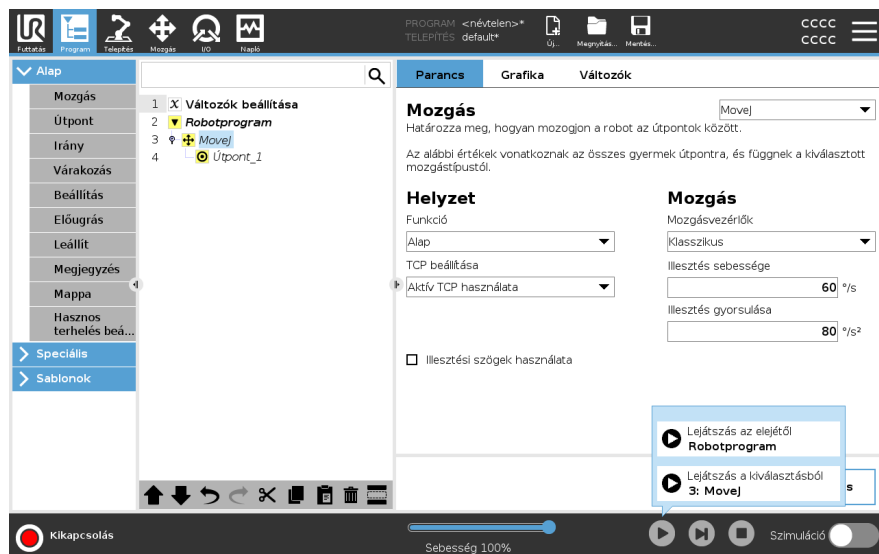 PROGRAM <névtelen>*
TELEPÍTÉS default*
CCCC
CCCC
Futtatás Program Telepítés Mozgás I/O Napló Új... Megnyitás... Mentés...
Alap
Mozgás
Útpont
Irány
Várakozás
Beállítás
Előugrás
Leállít
Megjegyzés
Mappa
Hasznos
terhelés beá...
Speciális
Sablonok
1 X Változók beállítása
2 Robotprogram
3 MoveJ
4 Útpont_1
Parancs Grafika Változók
Mozgás MoveJ
Határozza meg, hogyan mozogjon a robot az útpontok között.
Az alábbi értékek vonatkoznak az összes gyermek útpontra, és függnek a kiválasztott
mozgástípustól.
Helyzet
Funkció
Alap
TCP beállítása
Aktív TCP használata
Illesztési szögek használata
Mozgás
Mozgásvezérlők
Klasszikus
Illesztés sebessége
60 °/s
Illesztés gyorsulása
80 °/s²
Lejátszás az elejétől
Robotprogram
Lejátszás a kiválasztásból
3: MoveJ
s
Kikapcsolás
Sebesség 100%
Szimuláció